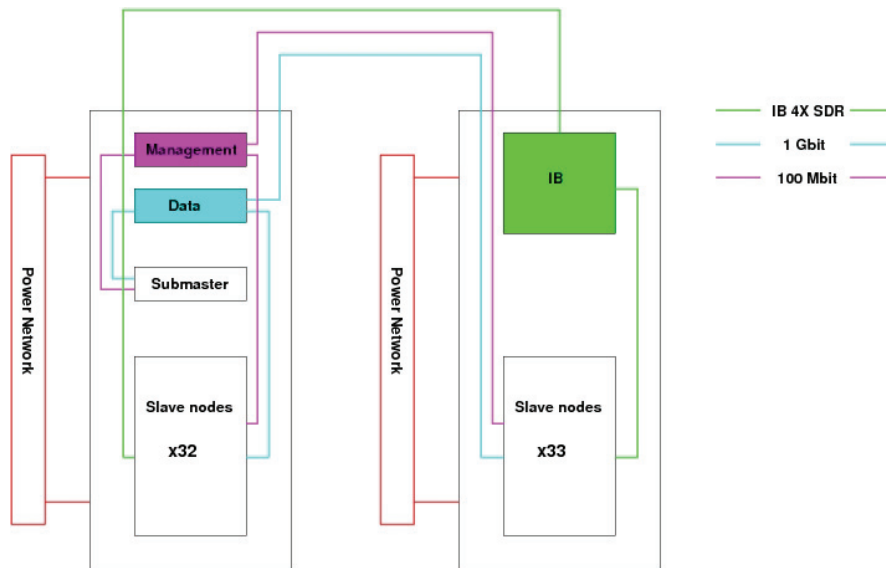 Management
Data
Submaster
Slave nodes
x32
Power Network
IB
Slave nodes
x33
Power Network
IB 4X SDR
1 Gbit
100 Mbit